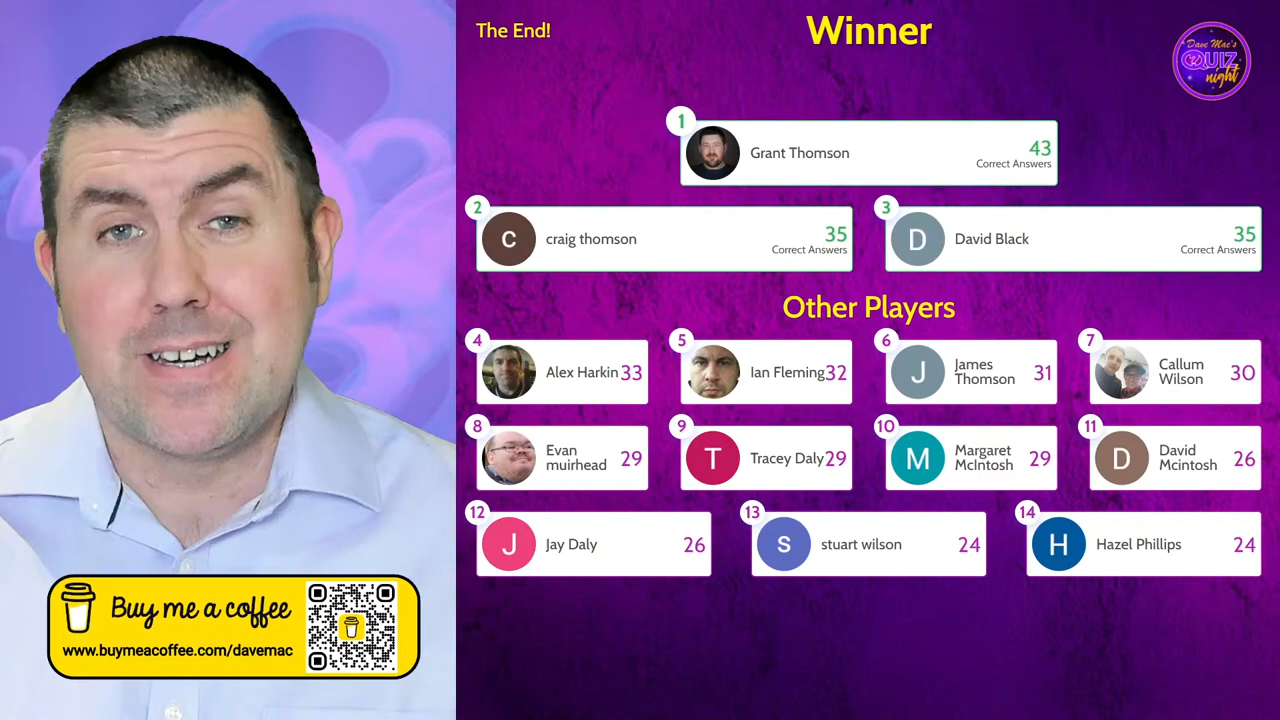 The End!
Winner
Dave Mac's
QUIZ
night
1
Grant Thomson
43
Correct Answers
2
C
craig thomson
35
Correct Answers
3
D
David Black
35
Correct Answers
Other Players
4
Alex Harkin
33
5
Ian Fleming
32
6
J
James
Thomson
31
7
Callum
Wilson
30
8
Evan
muirhead
29
9
T
Tracey Daly
29
10
M
Margaret
McIntosh
29
11
D
David
Mcintosh
26
12
J
Jay Daly
26
13
s
stuart wilson
24
14
H
Hazel Phillips
24
Buy me a coffee
www.buymeacoffee.com/davemac